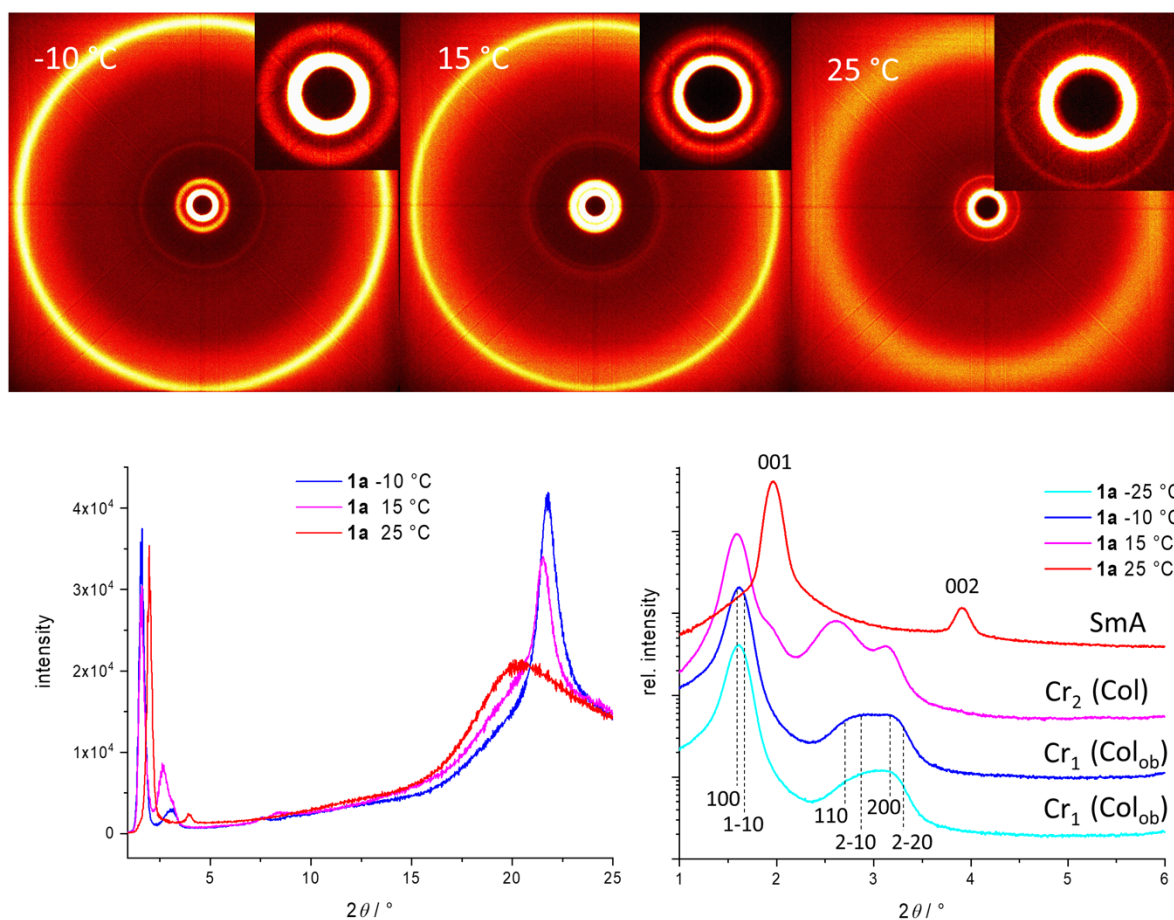 -10 °C
15 °C
25 °C
1a -10 °C
1a 15 °C
1a 25 °C
4x10⁴
3x10⁴
2x10⁴
1x10⁴
0
intensity
5
10
15
20
25
2θ / °
001
002
1a -25 °C
1a -10 °C
1a 15 °C
1a 25 °C
SmA
Cr₂ (Col)
Cr₁ (Colₒb)
Cr₁ (Colₒb)
100
1-10
110
2-10
200
2-20
rel. intensity
1
2
3
4
5
6
2θ / °